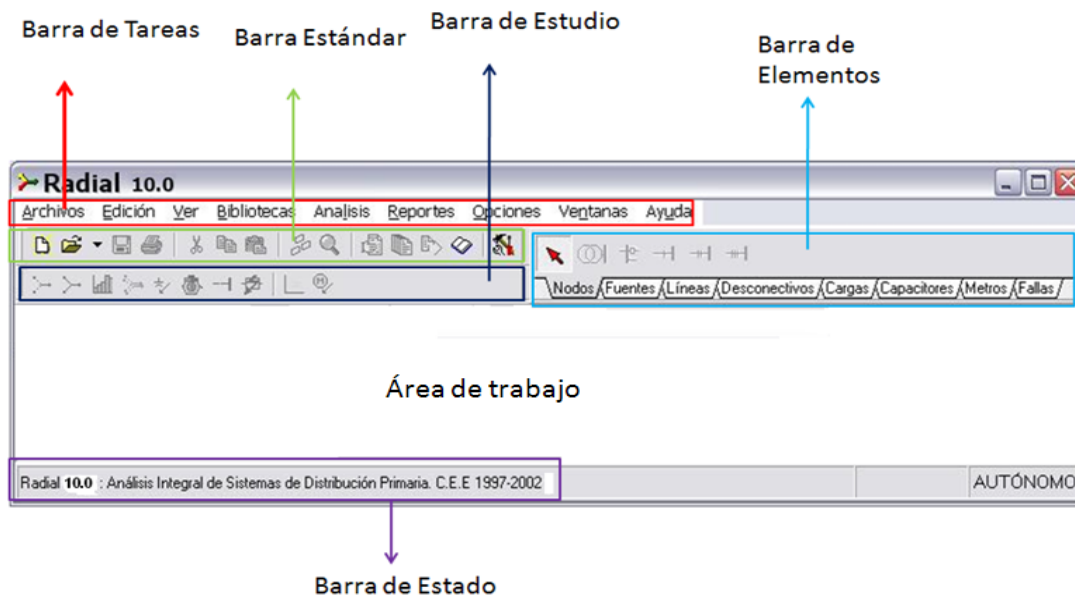 Barra de Tareas
Barra Estándar
Barra de Estudio
Barra de
Elementos
Radial 10.0
Archivos Edición Ver Bibliotecas Analisis Reportes Opciones Ventanas Ayuda
Nodos Fuentes Líneas Desconectivos Cargas Capacitores Metros Fallas
Área de trabajo
Radial 10.0 : Análisis Integral de Sistemas de Distribución Primaria. C.E.E 1997-2002
AUTÓNOMO
Barra de Estado